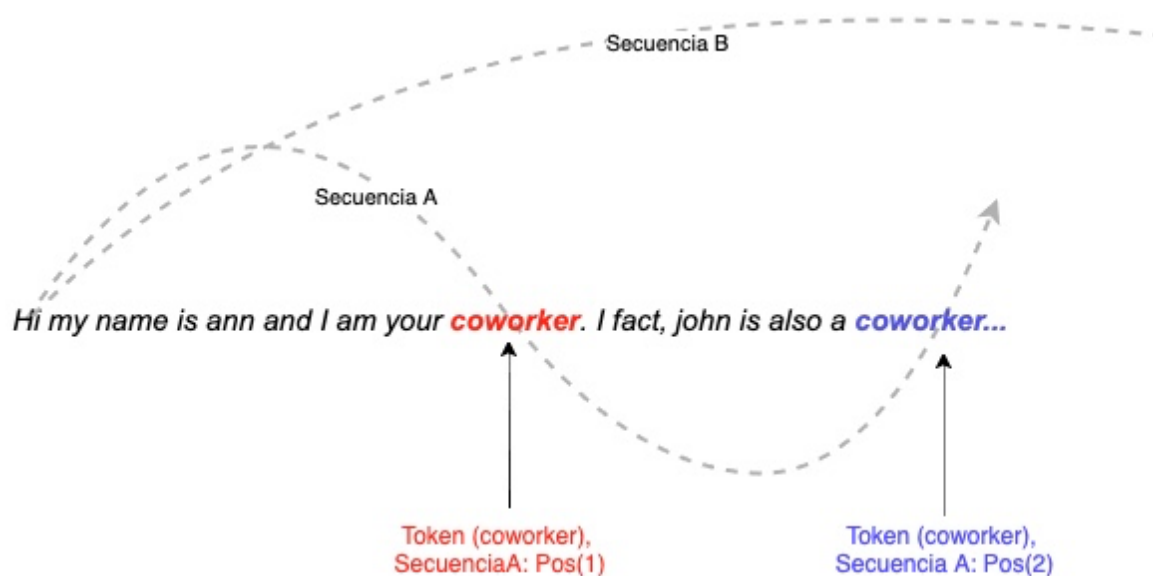 Secuencia B
Secuencia A
Hi my name is ann and I am your coworker. I fact, john is also a coworker...
Token (coworker),
SecuenciaA: Pos(1)
Token (coworker),
Secuencia A: Pos(2)